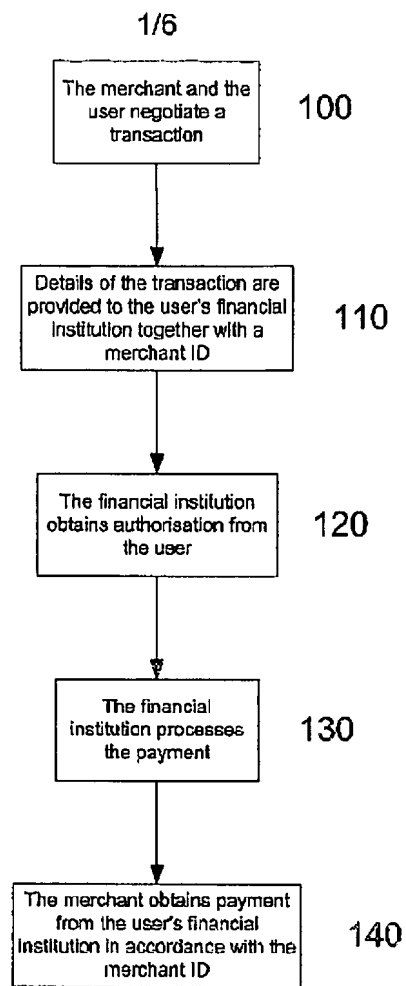 1/6
The merchant and the
user negotiate a
transaction
100
Details of the transaction are
provided to the user's financial
institution together with a
merchant ID
110
The financial institution
obtains authorisation from
the user
120
The financial
institution processes
the payment
130
The merchant obtains payment
from the user's financial
institution in accordance with the
merchant ID
140